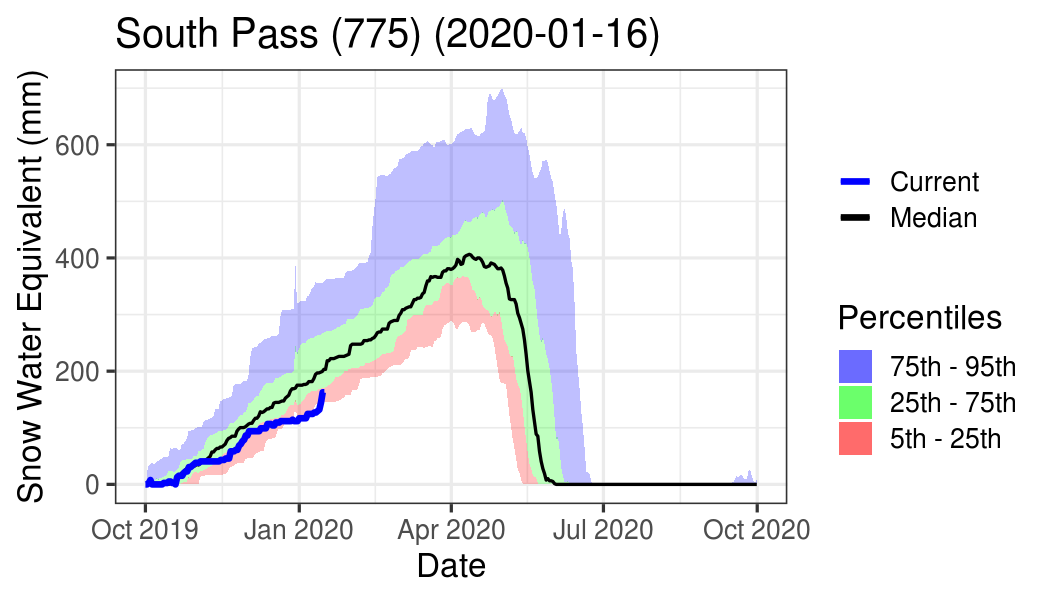 South Pass (775) (2020-01-16)
Snow Water Equivalent (mm)
600
400
200
0
Oct 2019
Jan 2020
Apr 2020
Jul 2020
Oct 2020
Date
Current
Median
Percentiles
75th - 95th
25th - 75th
5th - 25th